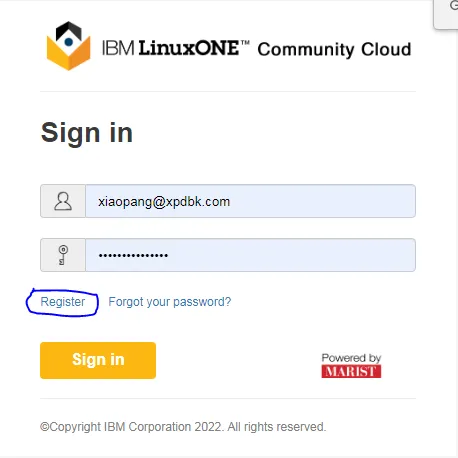 G
IBM LinuxONE™ Community Cloud
Sign in
xiaopang@xpdbk.com
•••••••••••••••
Register Forgot your password?
Sign in
Powered by
MARIST
©Copyright IBM Corporation 2022. All rights reserved.